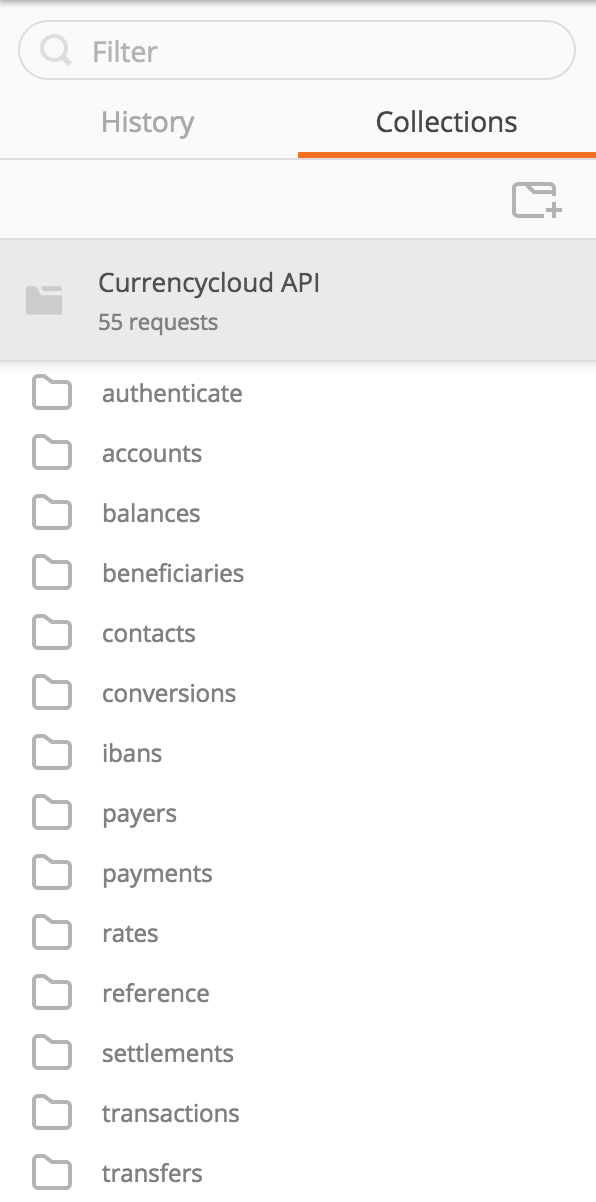 Filter
History
Collections
Currencycloud API
55 requests
authenticate
accounts
balances
beneficiaries
contacts
conversions
ibans
payers
payments
rates
reference
settlements
transactions
transfers